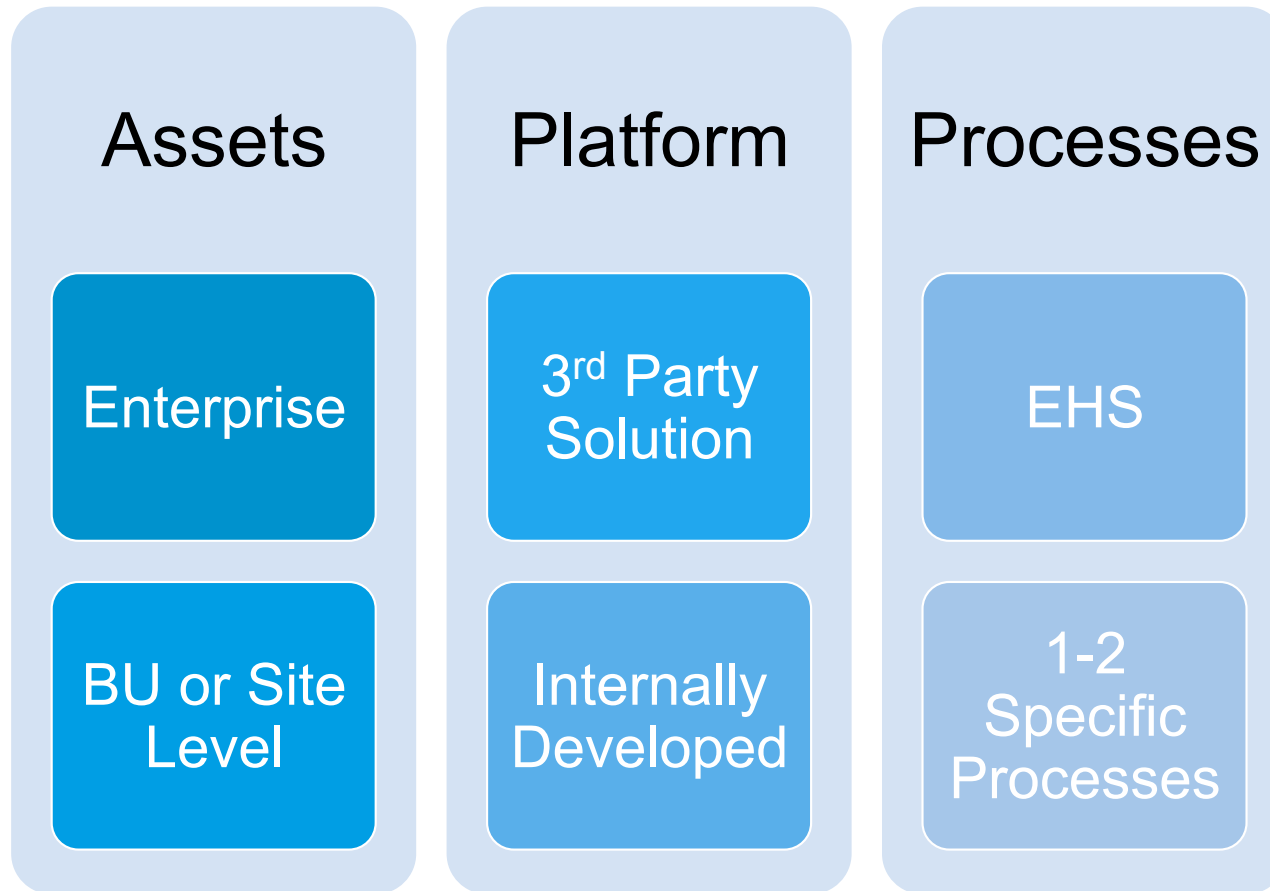 Assets
Enterprise
BU or Site
Level
Platform
3rd Party
Solution
Internally
Developed
Processes
EHS
1-2
Specific
Processes